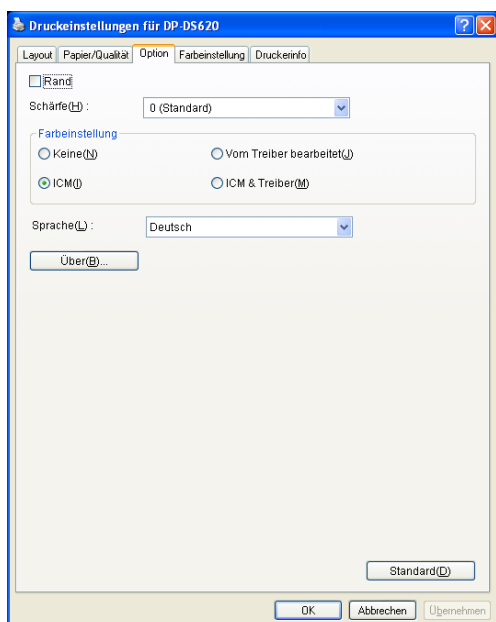 Druckeinstellungen für DP-DS620
Layout Papier/Qualität Option Farbeinstellung Druckerinfo
Rand
Schärfe(H) : 0 (Standard)
Farbeinstellung
Keine(N) Vom Treiber bearbeitet(J)
ICM(I) ICM & Treiber(M)
Sprache(L) : Deutsch
Über(B)...
Standard(D)
OK Abbrechen Übernehmen